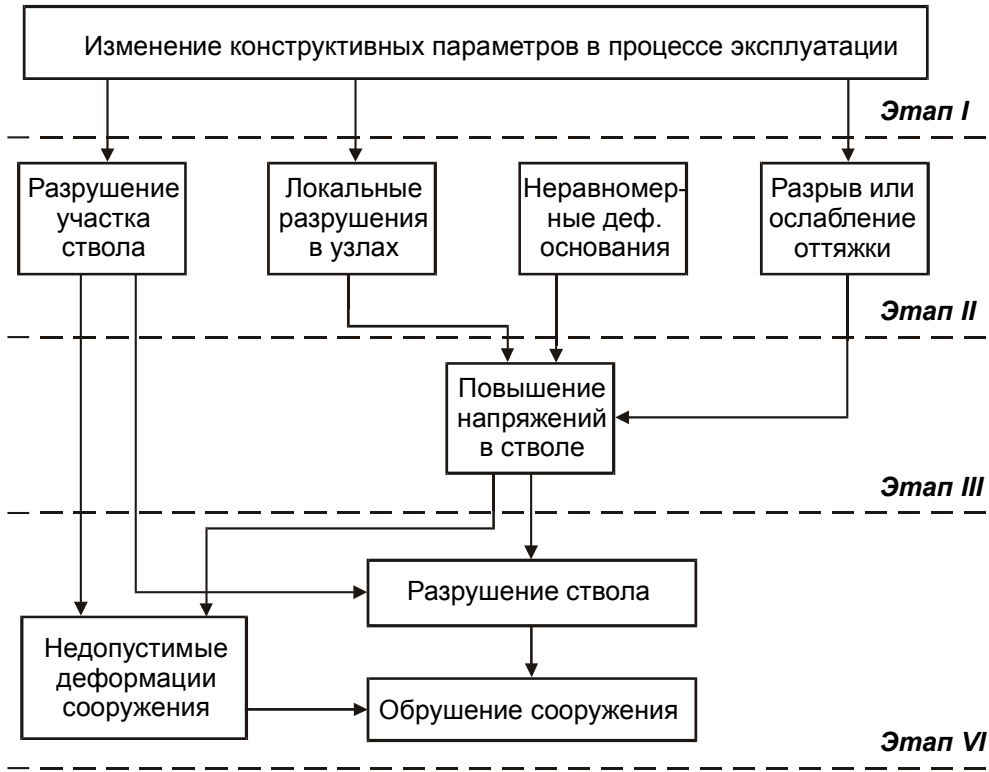 Изменение конструктивных параметров в процессе эксплуатации
Этап I
Разрушение
участка
ствола
Локальные
разрушения
в узлах
Неравномер-
ные деф.
основания
Разрыв или
ослабление
оттяжки
Этап II
Повышение
напряжений
в стволе
Этап III
Разрушение ствола
Недопустимые
деформации
сооружения
Обрушение сооружения
Этап VI